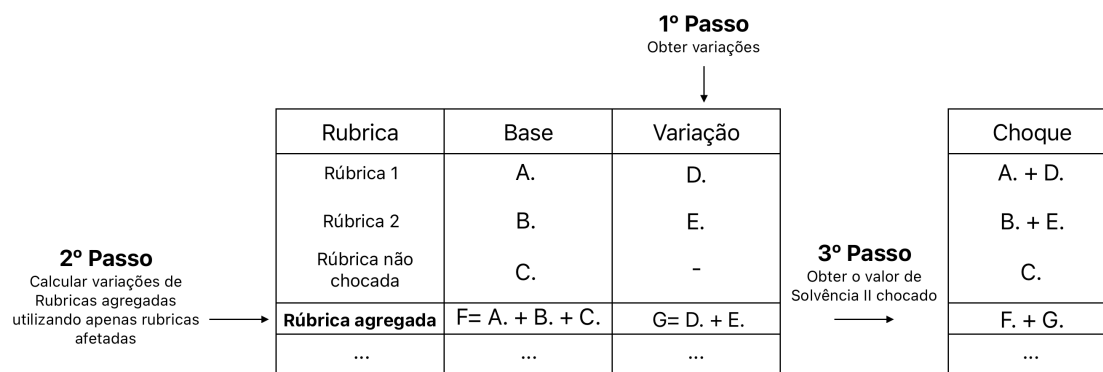 1º Passo
Obter variações
Rubrica Base Variação Choque
Rúbrica 1 A. D. A. + D.
Rúbrica 2 B. E. B. + E.
Rúbrica não
chocada C. - C.
2º Passo
Calcular variações de
Rubricas agregadas
utilizando apenas rubricas
afetadas
3º Passo
Obter o valor de
Solvência II chocado
Rúbrica agregada F= A. + B. + C. G= D. + E. F. + G.
... ... ... ...